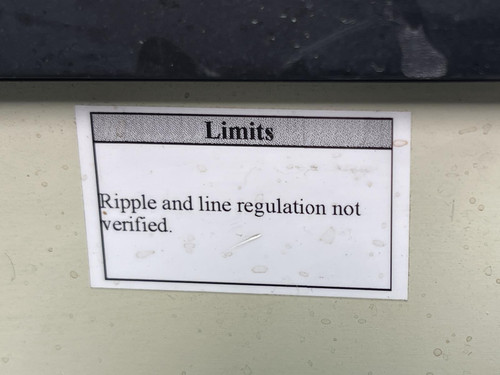 Limits
Ripple and line regulation not
verified.